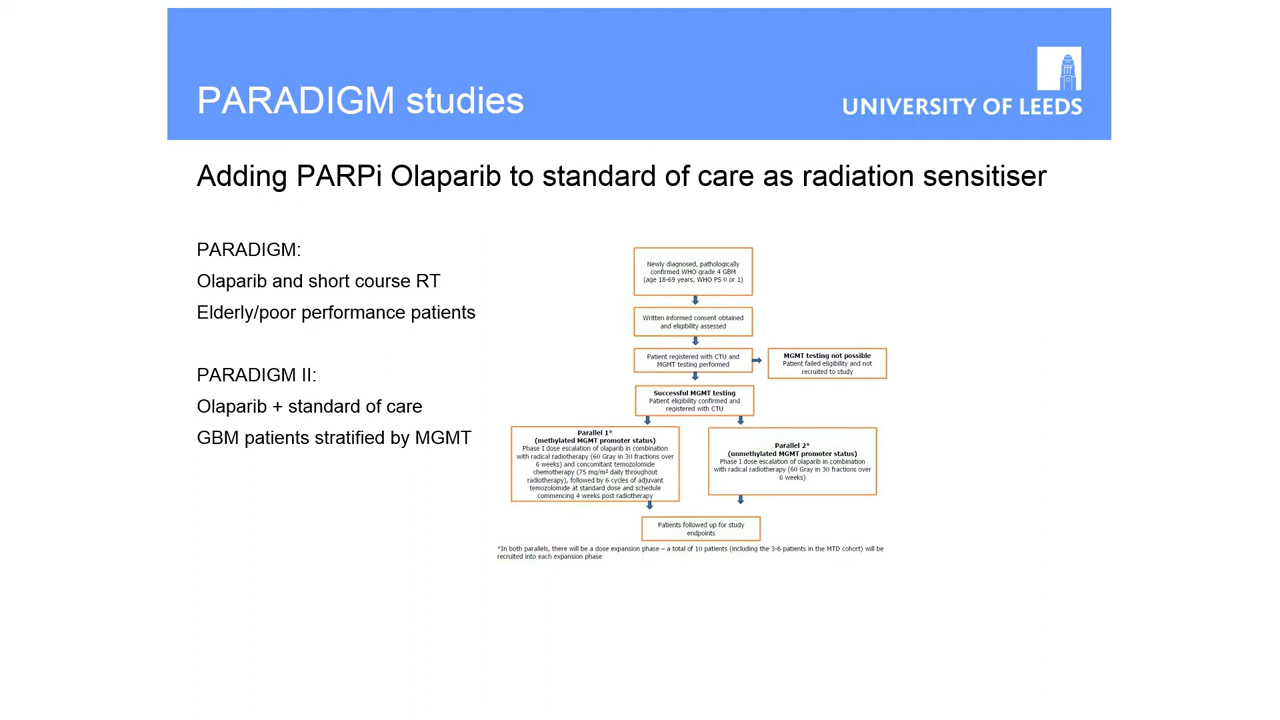 PARADIGM studies
UNIVERSITY OF LEEDS
Adding PARPi Olaparib to standard of care as radiation sensitiser
PARADIGM:
Olaparib and short course RT
Elderly/poor performance patients
PARADIGM II:
Olaparib + standard of care
GBM patients stratified by MGMT
Newly diagnosed, pathologically
confirmed WHO grade 4 GBM
(age 18-69 years, WHO PS 0 or 1)
Written informed consent obtained
and eligibility assessed
Patient registered with CTU and
MGMT testing performed
MGMT testing not possible
Patient failed eligibility and not
recruited to study
Successful MGMT testing
Patient eligibility confirmed and
registered with CTU
Parallel 1*
(methylated MGMT promoter status)
Phase I dose escalation of olaparib in combination
with radical radiotherapy (60 Gray in 30 fractions over
6 weeks) and concomitant temozolomide
chemotherapy (75 mg/m² daily throughout
radiotherapy), followed by 6 cycles of adjuvant
temozolomide at standard dose and schedule
commencing 4 weeks post radiotherapy
Parallel 2*
(unmethylated MGMT promoter status)
Phase I dose escalation of olaparib in combination
with radical radiotherapy (60 Gray in 30 fractions over
6 weeks)
Patients followed up for study
endpoints
*In both parallels, there will be a dose expansion phase – a total of 10 patients (including the 3-6 patients in the MTD cohort) will be
recruited into each expansion phase